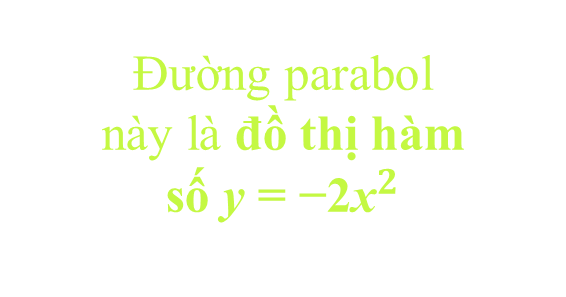 Đường parabol
này là đồ thị hàm
số y = −2x²